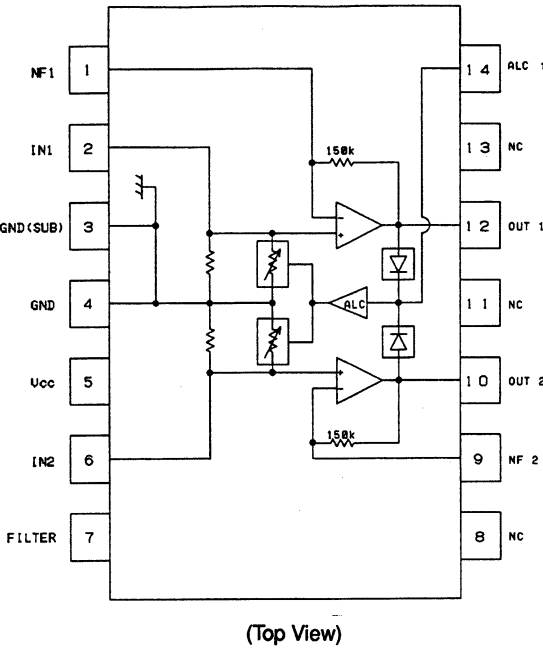 NF1 1
IN1 2
GND(SUB) 3
GND 4
Vcc 5
IN2 6
FILTER 7
150k
ALC
150k
14 ALC 1
13 NC
12 OUT 1
11 NC
10 OUT 2
9 NF 2
8 NC
(Top View)